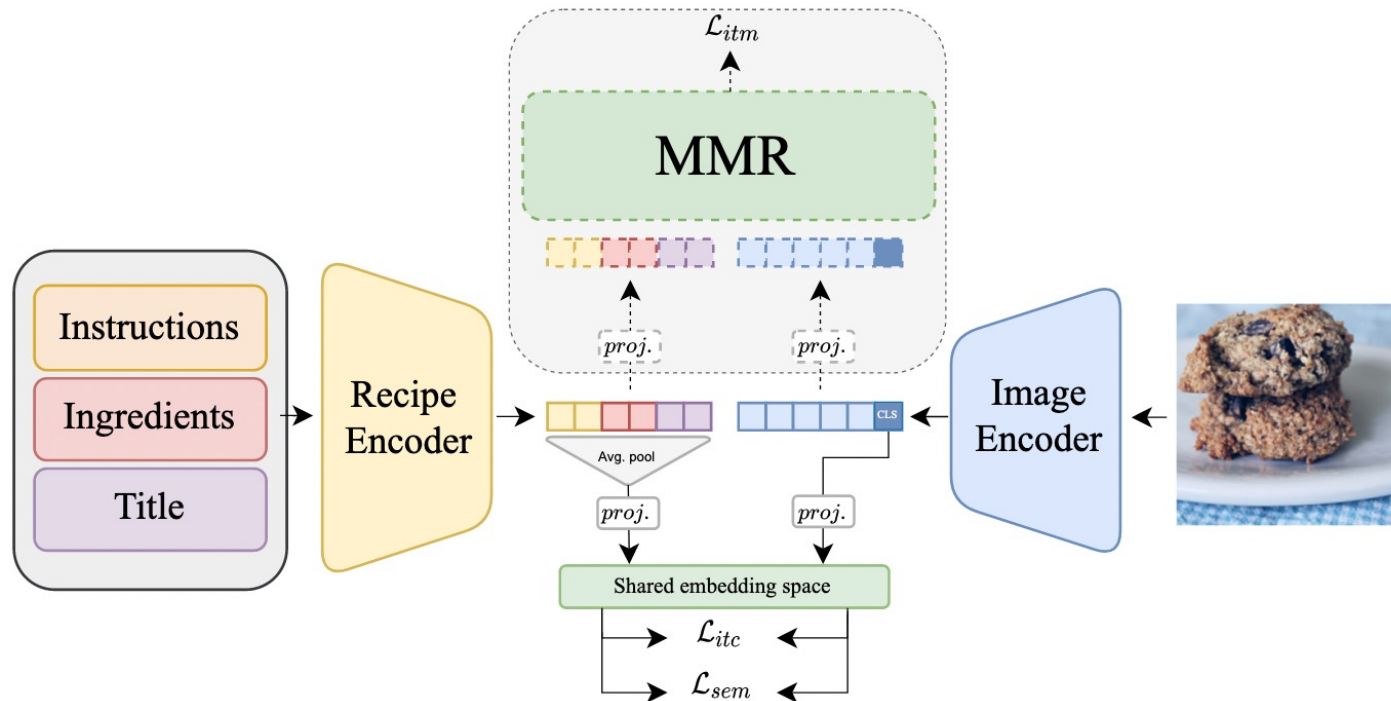 ℒ_itm
MMR
proj.
proj.
Instructions
Ingredients
Title
Recipe
Encoder
CLS
Image
Encoder
Avg. pool
proj.
proj.
Shared embedding space
ℒ_itc
ℒ_sem